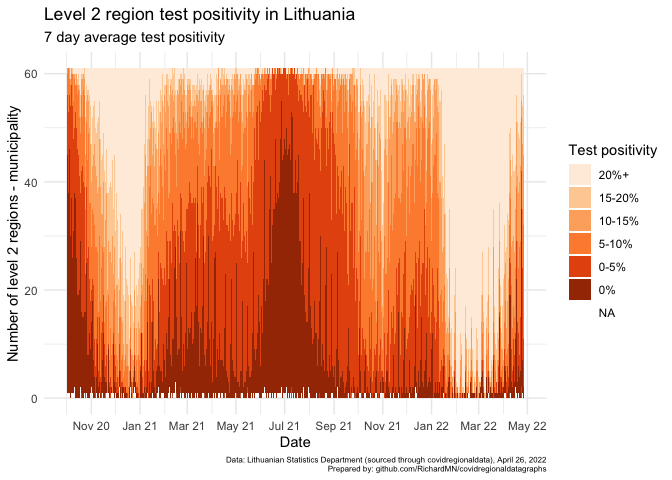 Level 2 region test positivity in Lithuania
7 day average test positivity
Number of level 2 regions - municipality
60
40
20
0
Nov 20 Jan 21 Mar 21 May 21 Jul 21 Sep 21 Nov 21 Jan 22 Mar 22 May 22
Date
Test positivity
20%+
15-20%
10-15%
5-10%
0-5%
0%
NA
Data: Lithuanian Statistics Department (sourced through covidregionaldata), April 26, 2022
Prepared by: github.com/RichardMN/covidregionaldatagraphs